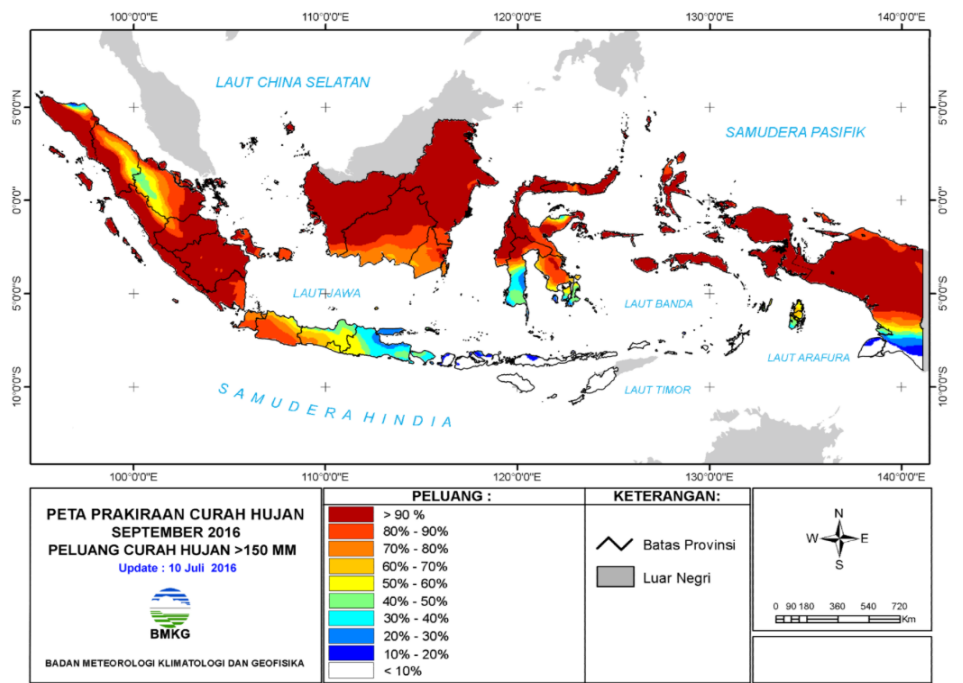 100°0'0"E 110°0'0"E 120°0'0"E 130°0'0"E 140°0'0"E
5°0'0"N 5°0'0"N
LAUT CHINA SELATAN
SAMUDERA PASIFIK
0°0'0" 0°0'0"
5°0'0"S 5°0'0"S
LAUT JAWA
LAUT BANDA
LAUT ARAFURA
10°0'0"S 10°0'0"S
LAUT TIMOR
SAMUDERA HINDIA
100°0'0"E 110°0'0"E 120°0'0"E 130°0'0"E 140°0'0"E
PETA PRAKIRAAN CURAH HUJAN
SEPTEMBER 2016
PELUANG CURAH HUJAN >150 MM
Update : 10 Juli 2016
BMKG
BADAN METEOROLOGI KLIMATOLOGI DAN GEOFISIKA
PELUANG :
> 90 %
80% - 90%
70% - 80%
60% - 70%
50% - 60%
40% - 50%
30% - 40%
20% - 30%
10% - 20%
< 10%
KETERANGAN:
Batas Provinsi
Luar Negri
N
W E
S
0 90 180 360 540 720
Km